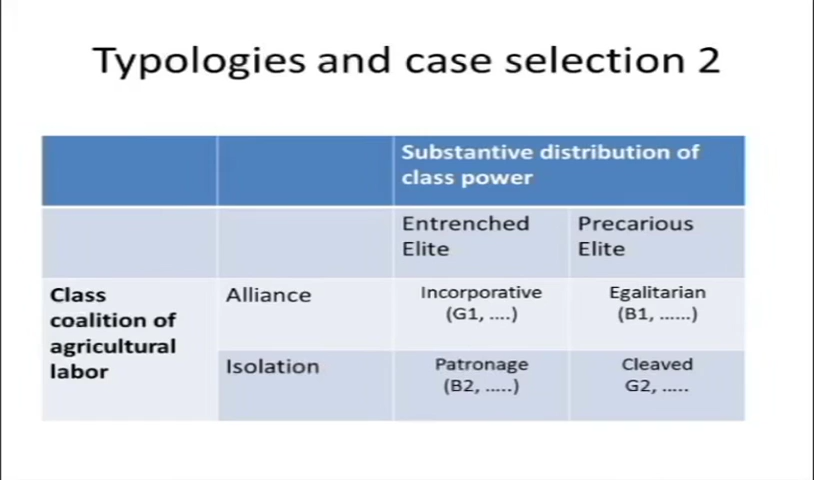 Typologies and case selection 2
Substantive distribution of
class power
Entrenched
Elite
Precarious
Elite
Class
coalition of
agricultural
labor
Alliance
Incorporative
(G1, ....)
Egalitarian
(B1, ......)
Isolation
Patronage
(B2, .....)
Cleaved
G2, .....